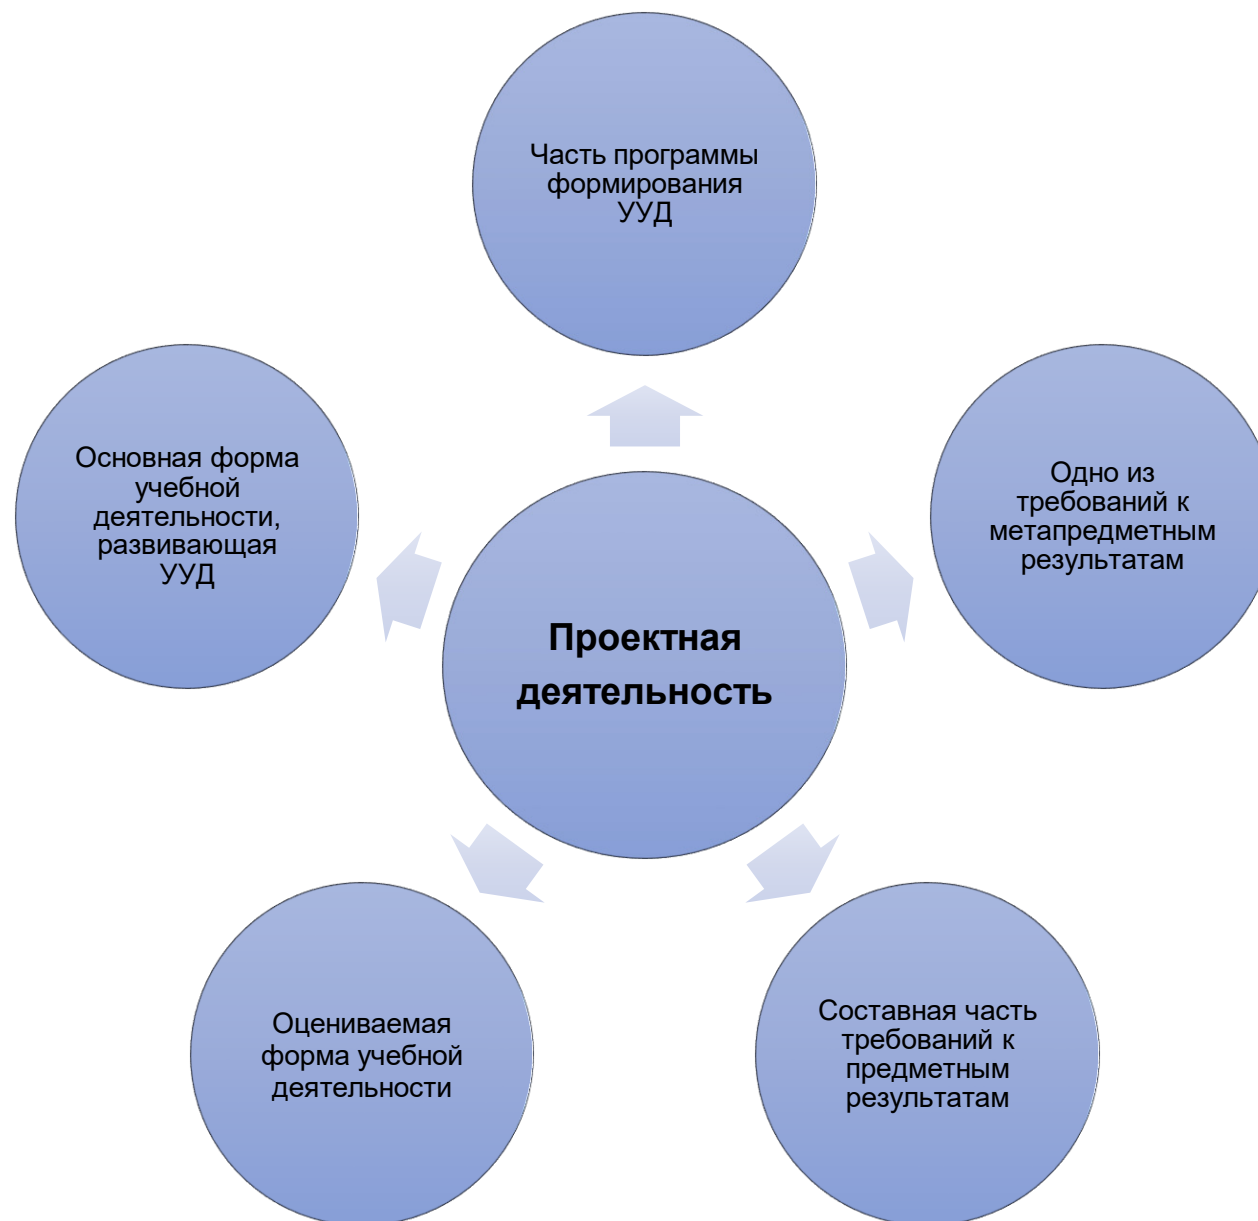 Часть программы
формирования
УУД
Основная форма
учебной
деятельности,
развивающая
УУД
Одно из
требований к
метапредметным
результатам
Проектная
деятельность
Оцениваемая
форма учебной
деятельности
Составная часть
требований к
предметным
результатам